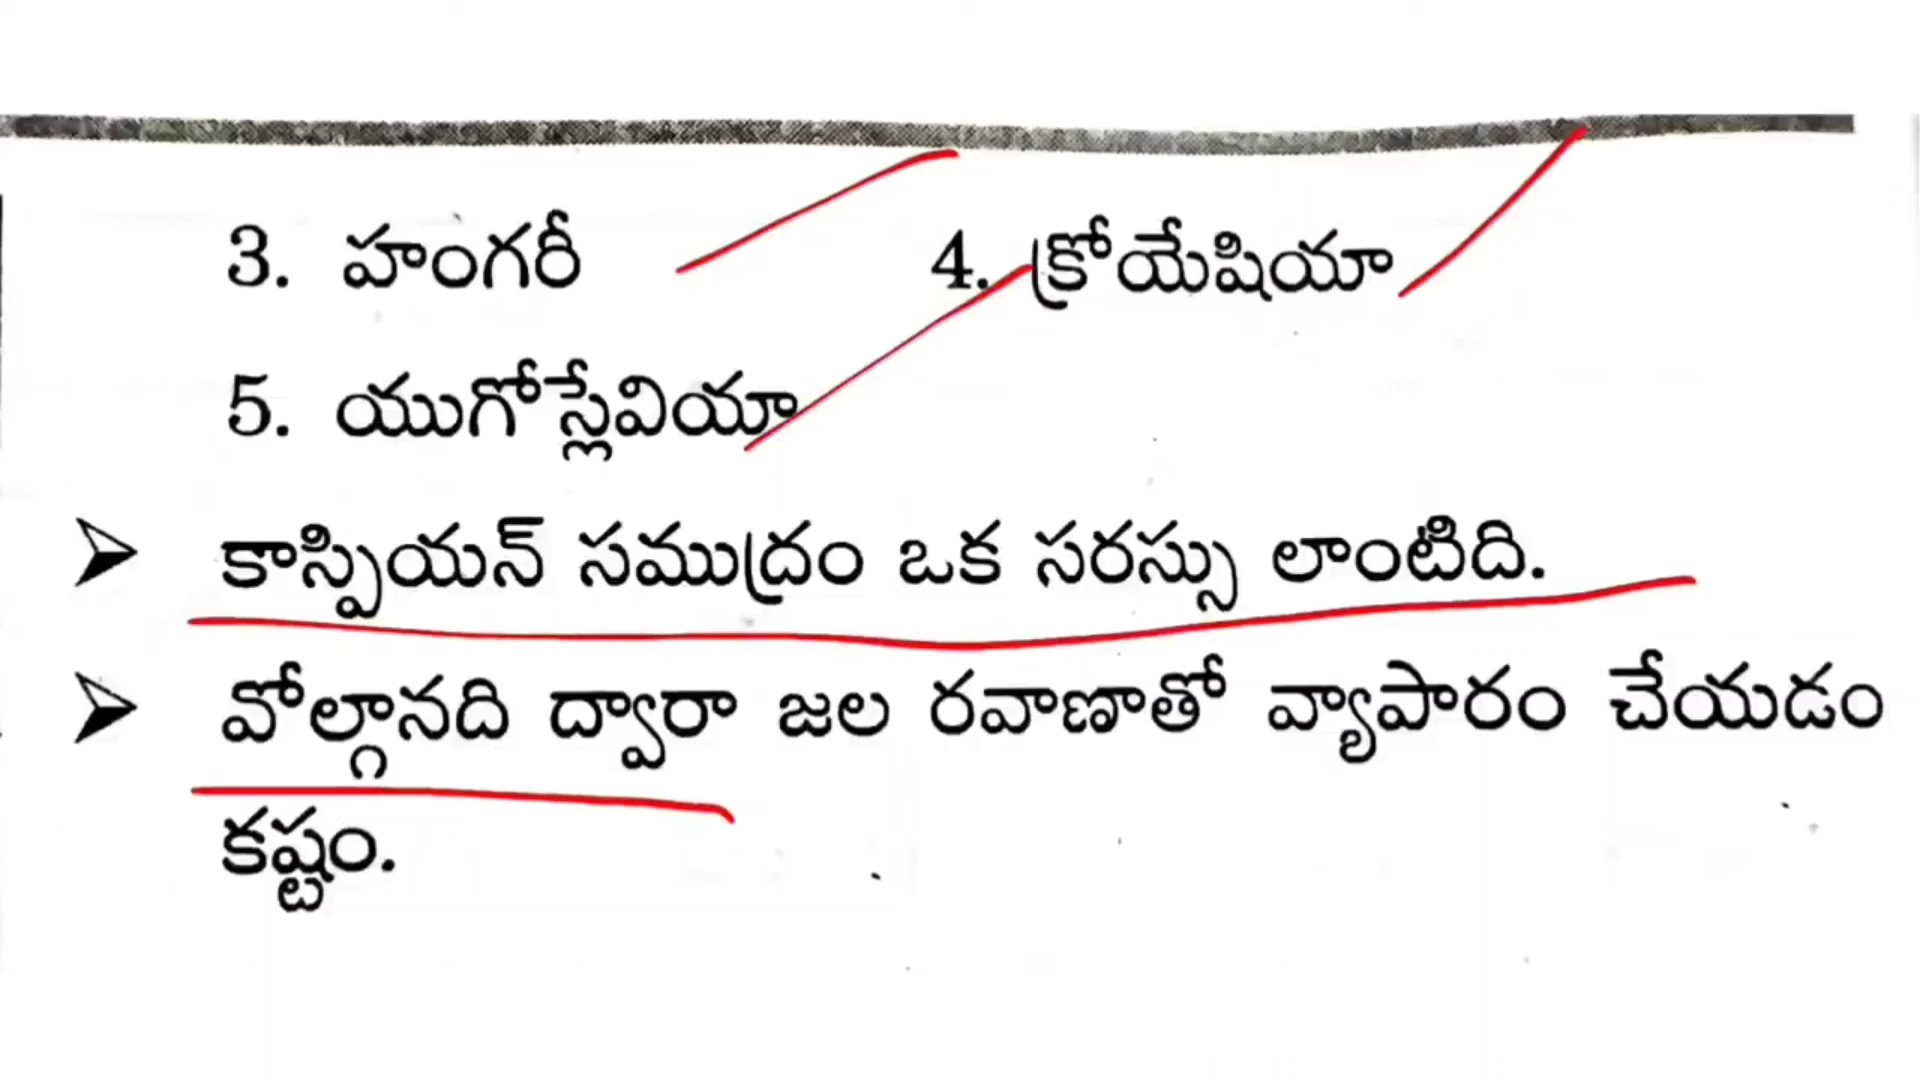 3. హంగరీ 4. క్రోయేషియా
5. యుగోస్లేవియా
➢ కాస్పియన్ సముద్రం ఒక సరస్సు లాంటిది.
➢ వోల్గానది ద్వారా జల రవాణాతో వ్యాపారం చేయడం
కష్టం.